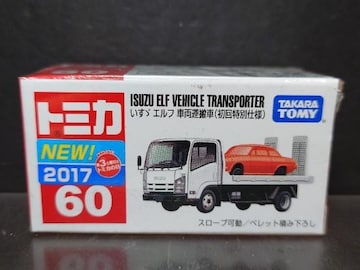 トミカ
ISUZU ELF VEHICLE TRANSPORTER
いすゞ エルフ 車両運搬車(初回特別仕様)
TAKARA
TOMY
NEW!
2017
60
ISUZU
スロープ可動/パレット積み下ろし